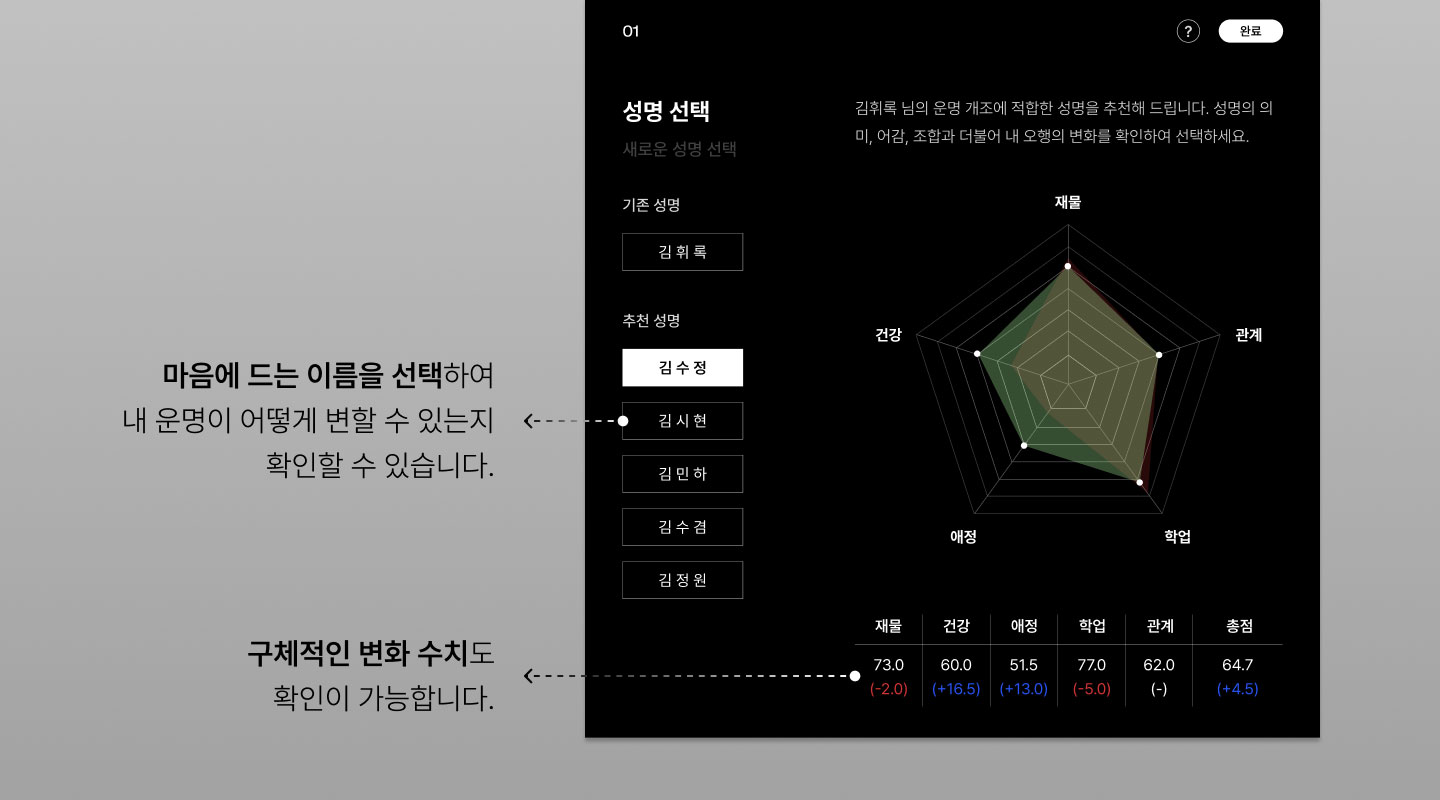 01
?
완료
성명 선택
새로운 성명 선택
기존 성명
김 휘 록
추천 성명
김 수 정
김 시 현
김 민 하
김 수 겸
김 정 원
김휘록 님의 운명 개조에 적합한 성명을 추천해 드립니다. 성명의 의
미, 어감, 조합과 더불어 내 오행의 변화를 확인하여 선택하세요.
재물
건강
관계
애정
학업
재물 건강 애정 학업 관계 총점
73.0 60.0 51.5 77.0 62.0 64.7
(-2.0) (+16.5) (+13.0) (-5.0) (-) (+4.5)
마음에 드는 이름을 선택하여
내 운명이 어떻게 변할 수 있는지
확인할 수 있습니다.
구체적인 변화 수치도
확인이 가능합니다.